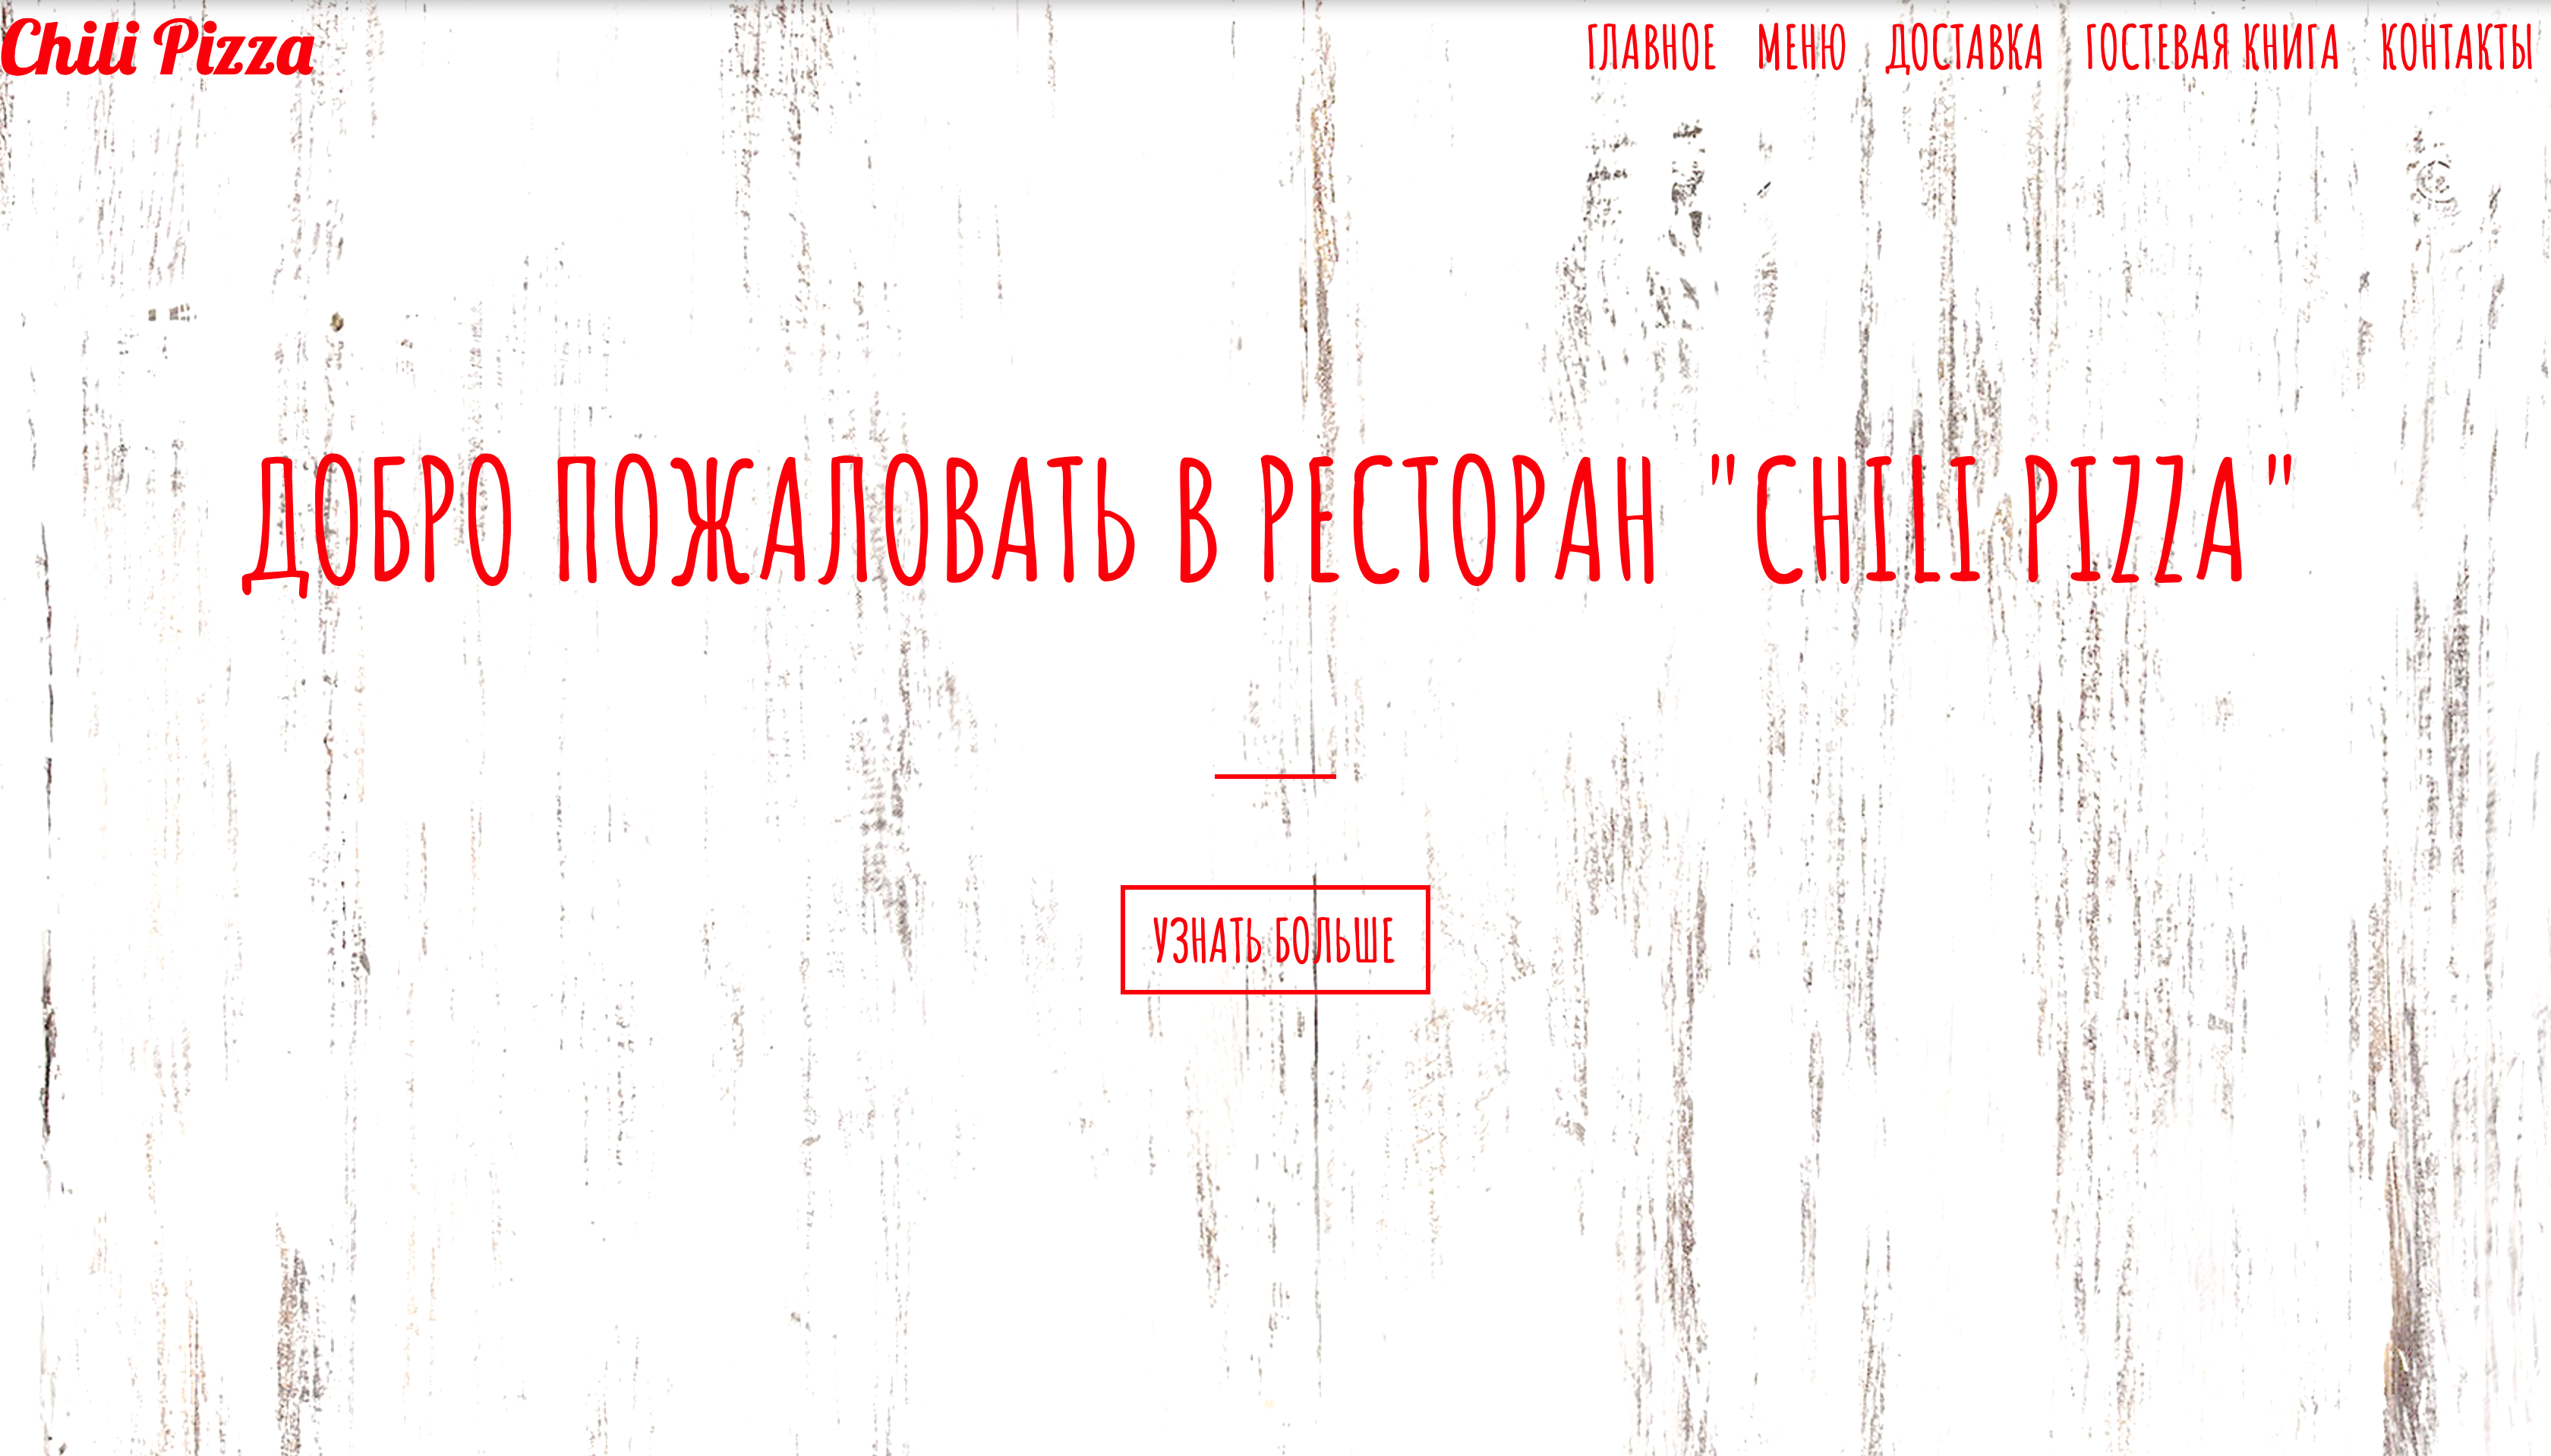 Chili Pizza
ГЛАВНОЕ МЕНЮ ДОСТАВКА ГОСТЕВАЯ КНИГА КОНТАКТЫ
ДОБРО ПОЖАЛОВАТЬ В РЕСТОРАН "CHILI PIZZA"
УЗНАТЬ БОЛЬШЕ